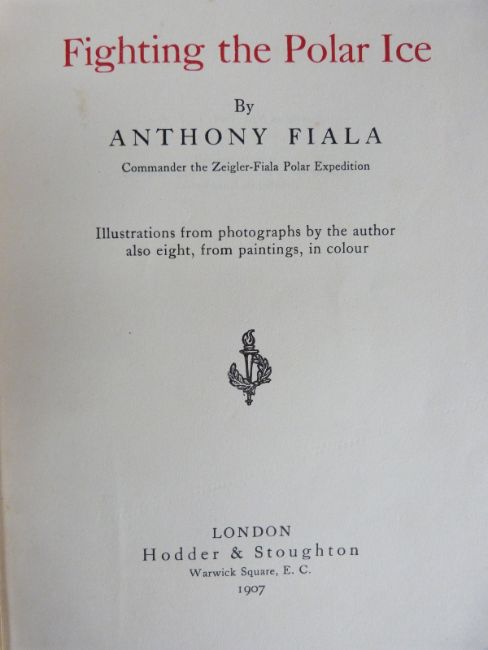 Fighting the Polar Ice
By
ANTHONY FIALA
Commander the Zeigler-Fiala Polar Expedition
Illustrations from photographs by the author
also eight, from paintings, in colour
LONDON
Hodder & Stoughton
Warwick Square, E. C.
1907